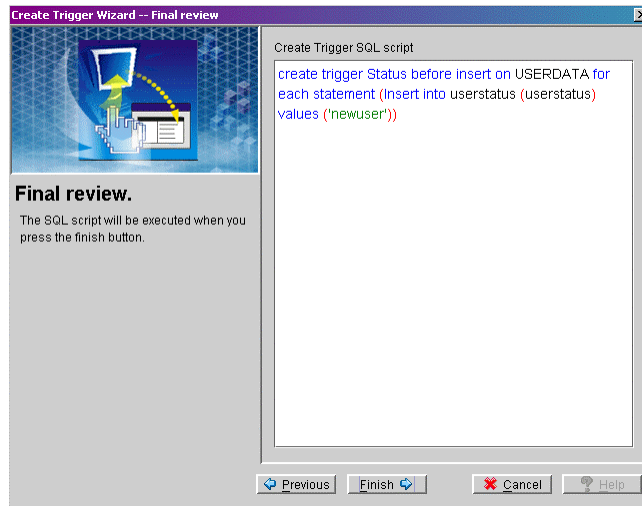 Create Trigger Wizard -- Final review
Create Trigger SQL script
create trigger Status before insert on USERDATA for
each statement (Insert into userstatus (userstatus)
values ('newuser'))
Final review.
The SQL script will be executed when you
press the finish button.
Previous
Finish
Cancel
Help